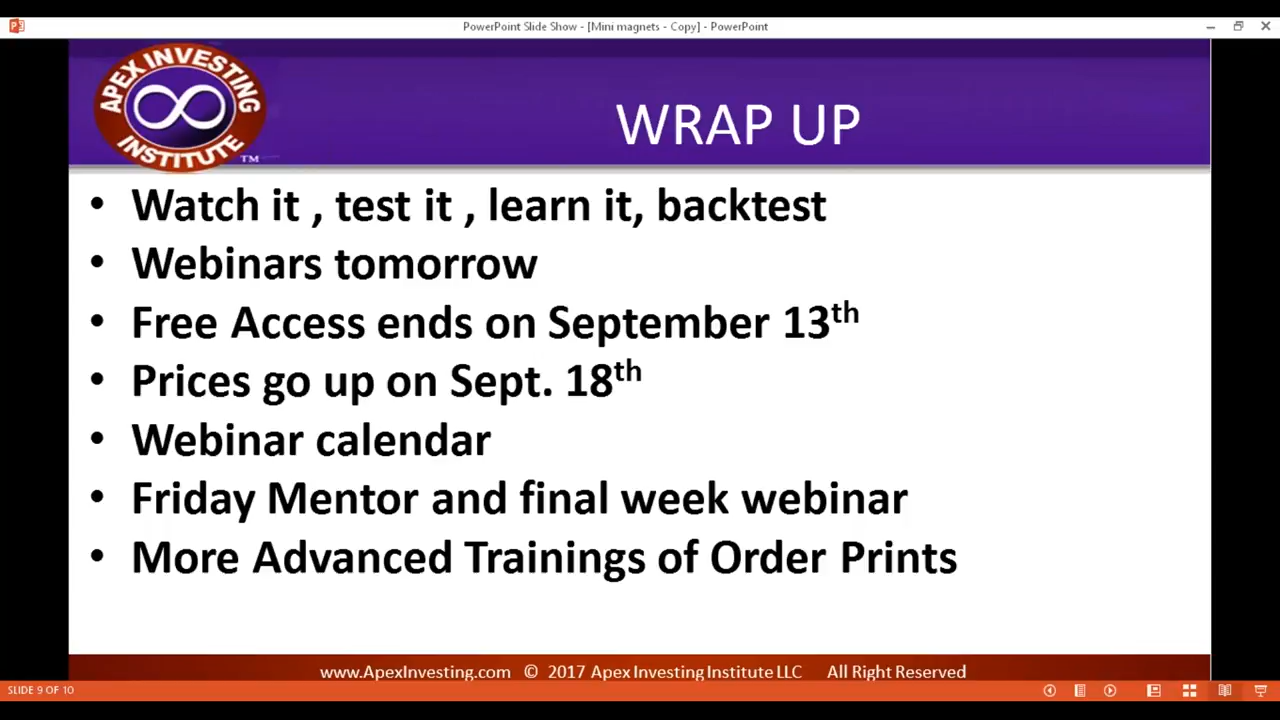 PowerPoint Slide Show - [Mini magnets - Copy] - PowerPoint
APEX INVESTING
INSTITUTE TM
WRAP UP
• Watch it , test it , learn it, backtest
• Webinars tomorrow
• Free Access ends on September 13th
• Prices go up on Sept. 18th
• Webinar calendar
• Friday Mentor and final week webinar
• More Advanced Trainings of Order Prints
www.ApexInvesting.com © 2017 Apex Investing Institute LLC All Right Reserved
SLIDE 9 OF 10